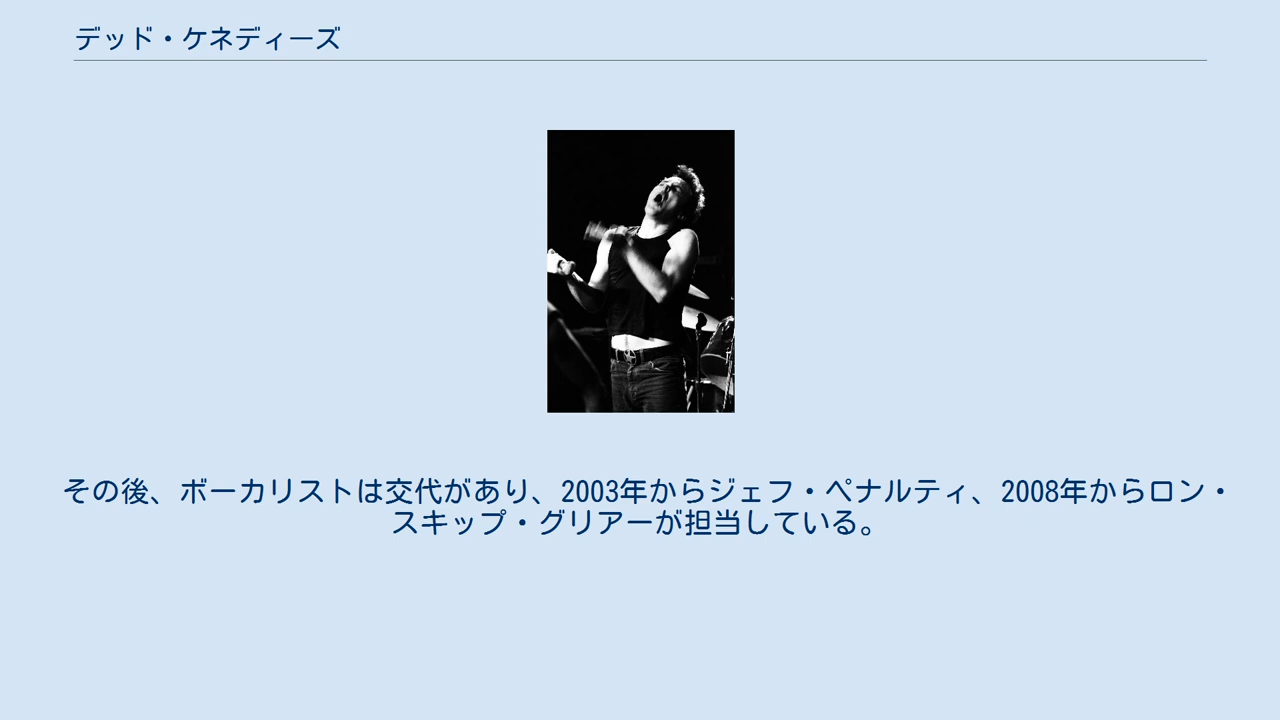 デッド・ケネディーズ
その後、ボーカリストは交代があり、2003年からジェフ・ペナルティ、2008年からロン・
スキップ・グリアーが担当している。